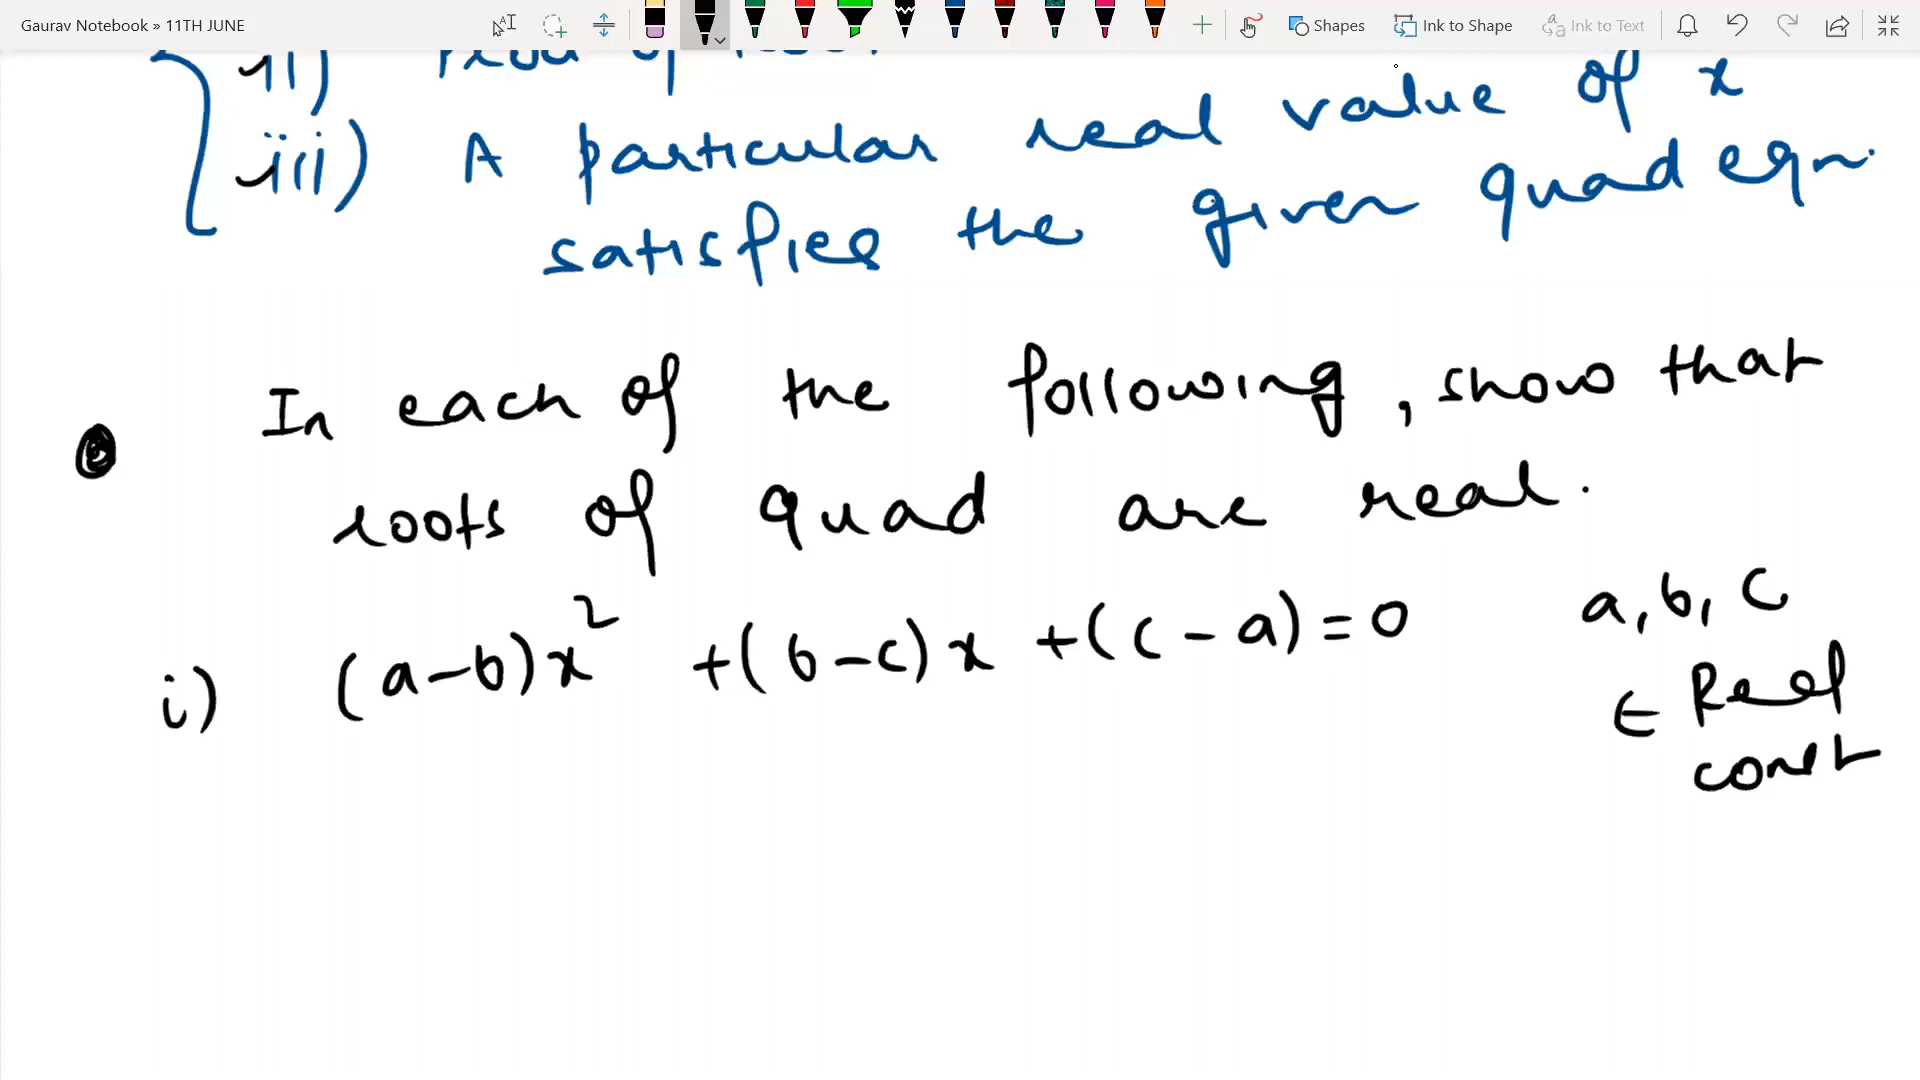 Gaurav Notebook » 11TH JUNE
Shapes
Ink to Shape
Ink to Text
ii)
iii) A particular real value of x
satisfies the given quad eqn.
In each of the following, show that
roots of quad are real.
i) (a-b)x² +(b-c)x +(c-a)=0
a, b, c
∈ Real
const